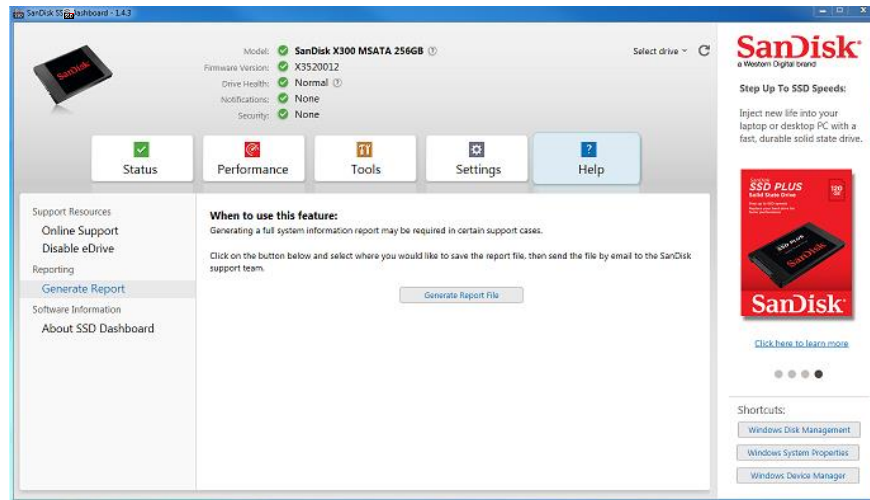 SanDisk SSD Dashboard - 1.4.3
Model: SanDisk X300 MSATA 256GB
Firmware Version: X3520012
Drive Health: Normal
Notifications: None
Security: None
Select drive
SanDisk
Status
Performance
Tools
Settings
Help
Support Resources
Online Support
Disable eDrive
Reporting
Generate Report
Software Information
About SSD Dashboard
When to use this feature:
Generating a full system information report may be required in certain support cases.
Click on the button below and select where you would like to save the report file, then send the file by email to the SanDisk
support team.
Generate Report File
SanDisk
a Western Digital brand
Step Up To SSD Speeds:
Inject new life into your
laptop or desktop PC with a
fast, durable solid state drive.
SanDisk
SSD PLUS
Solid State Drive
120
GB
SSD PLUS
SanDisk
SanDisk
Click here to learn more
Shortcuts:
Windows Disk Management
Windows System Properties
Windows Device Manager